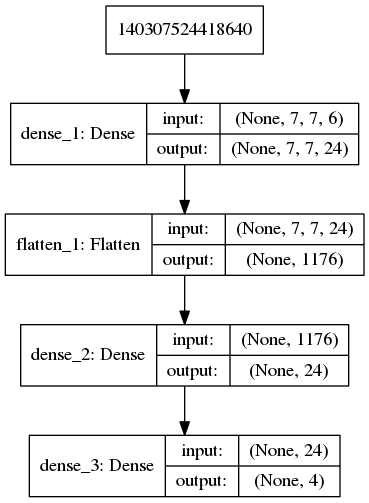 140307524418640
dense_1: Dense
input:
(None, 7, 7, 6)
output:
(None, 7, 7, 24)
flatten_1: Flatten
input:
(None, 7, 7, 24)
output:
(None, 1176)
dense_2: Dense
input:
(None, 1176)
output:
(None, 24)
dense_3: Dense
input:
(None, 24)
output:
(None, 4)